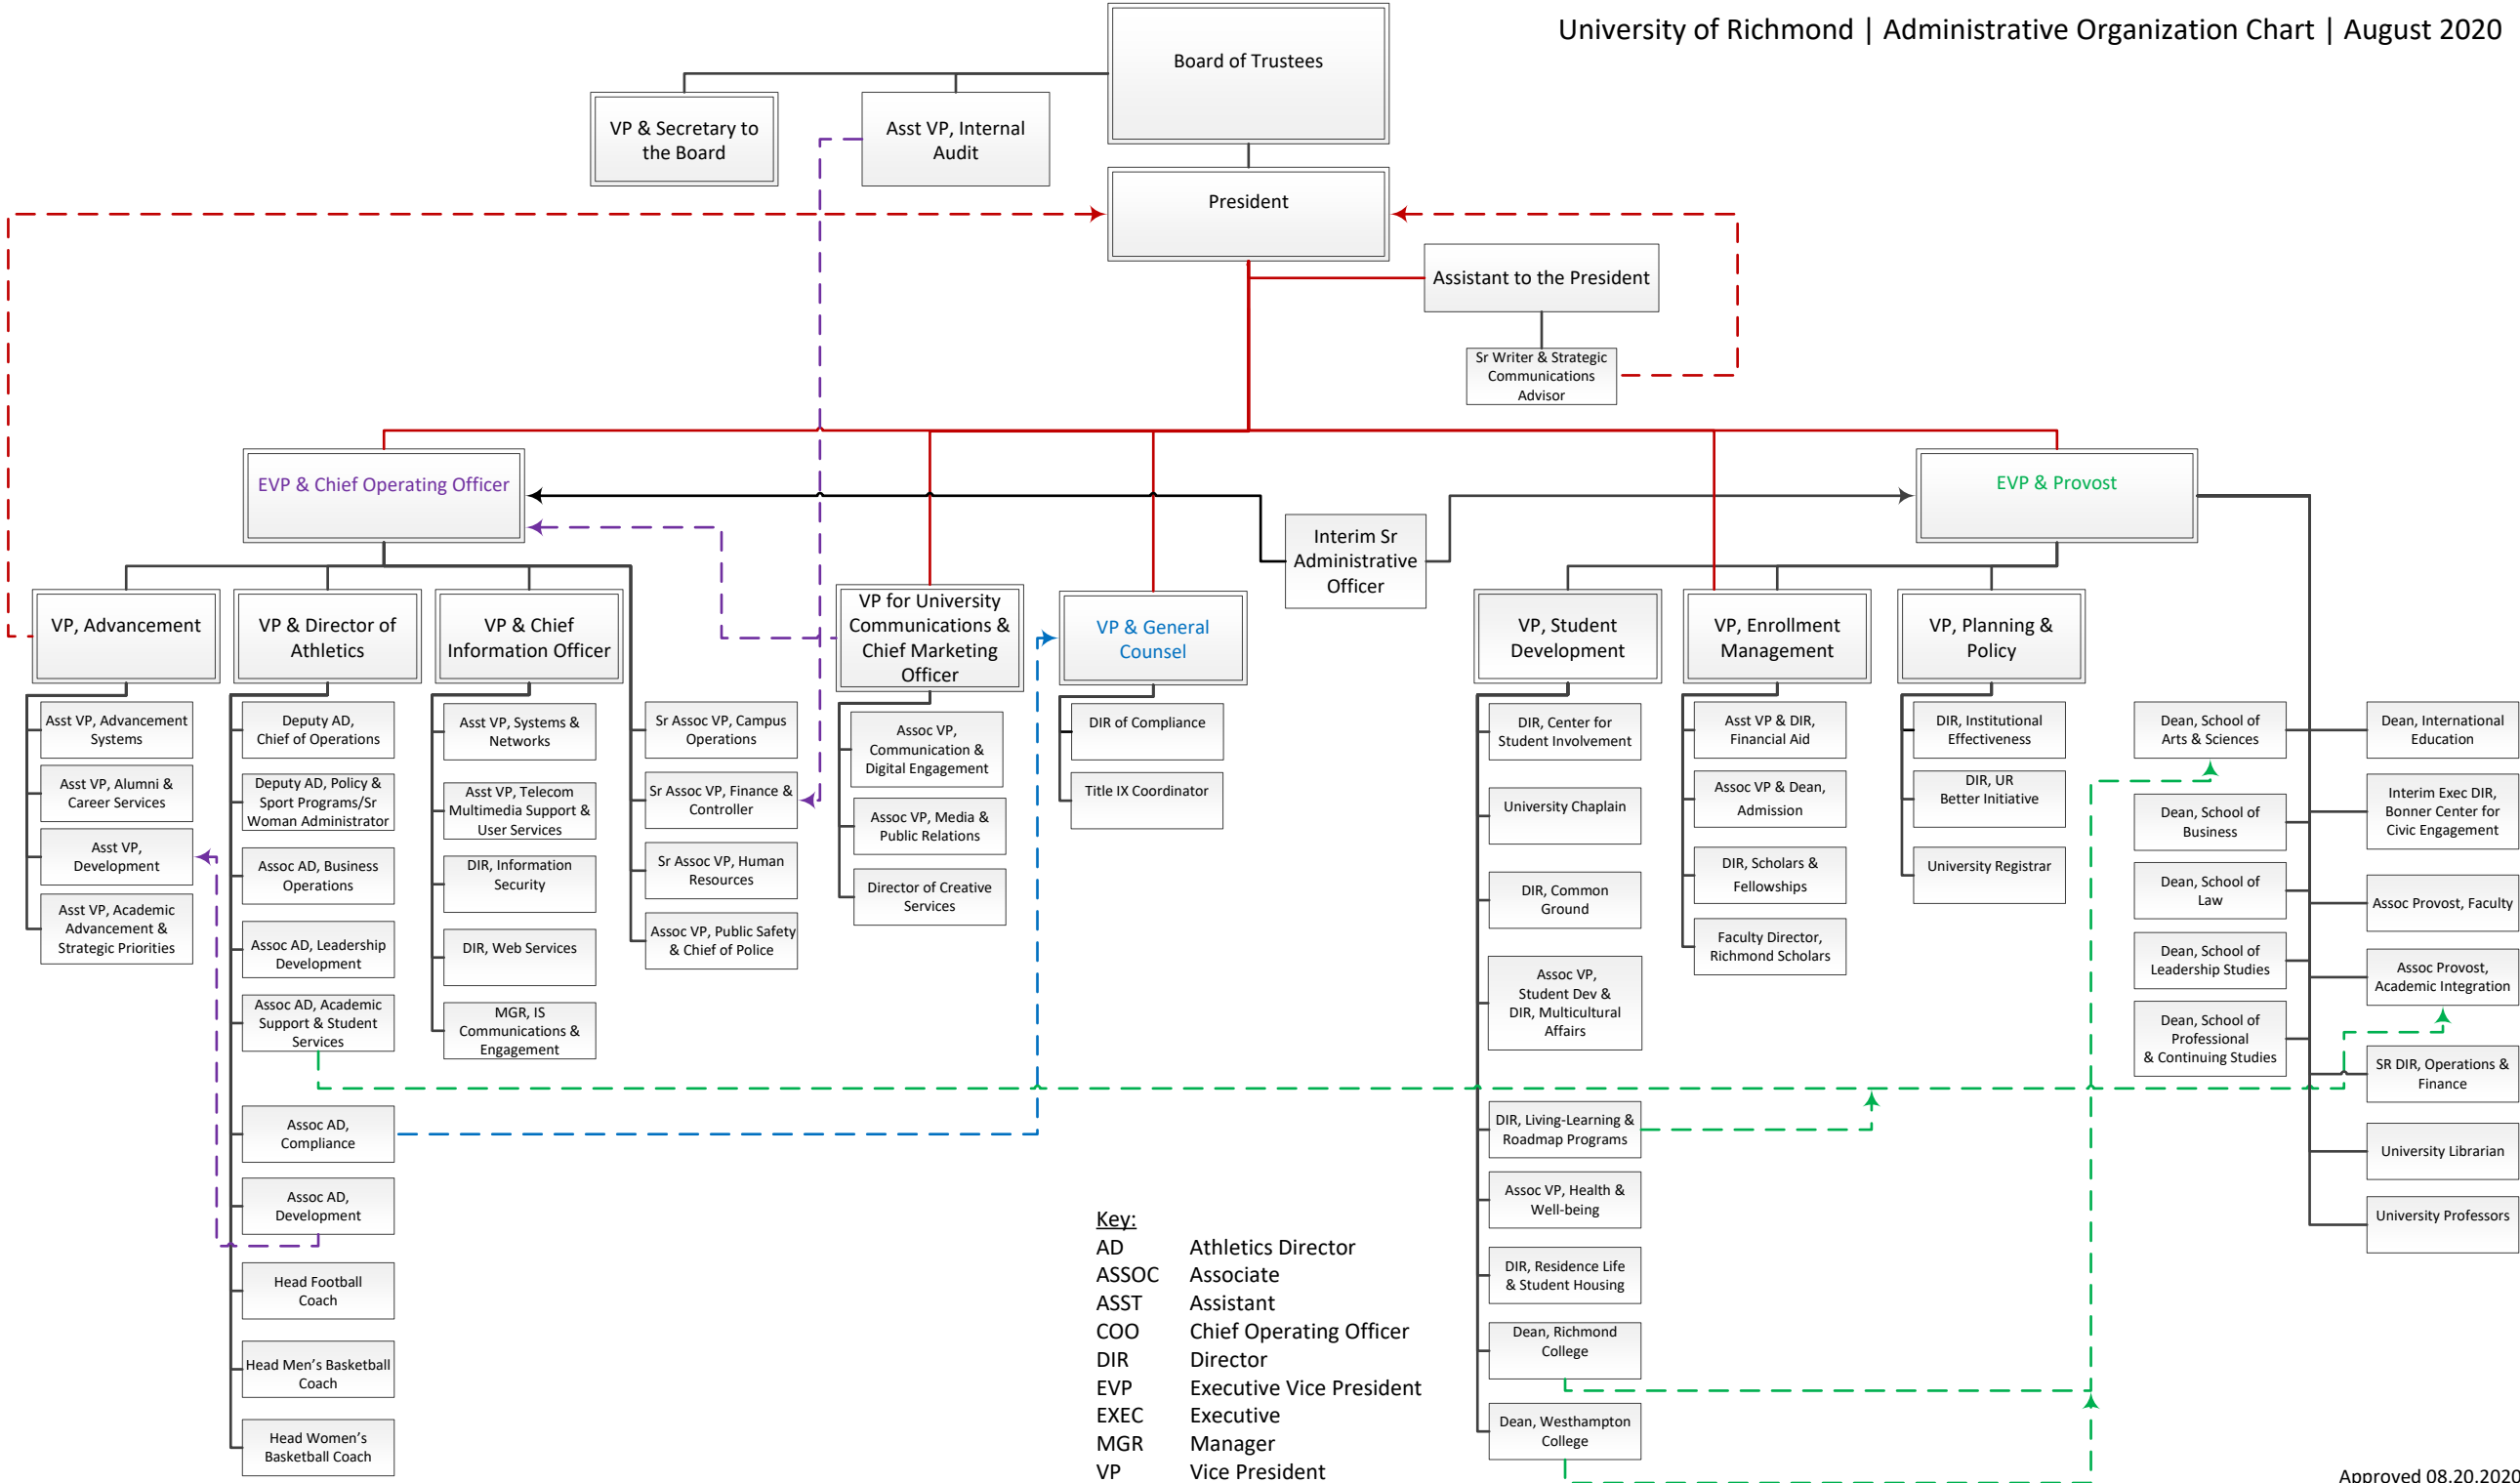 University of Richmond | Administrative Organization Chart | August 2020
Board of Trustees
VP & Secretary to
the Board
Asst VP, Internal
Audit
President
Assistant to the President
Sr Writer & Strategic
Communications
Advisor
EVP & Chief Operating Officer
EVP & Provost
Interim Sr
Administrative
Officer
VP, Advancement
VP & Director of
Athletics
VP & Chief
Information Officer
VP for University
Communications &
Chief Marketing
Officer
VP & General
Counsel
VP, Student
Development
VP, Enrollment
Management
VP, Planning &
Policy
Asst VP, Advancement
Systems
Asst VP, Alumni &
Career Services
Asst VP,
Development
Asst VP, Academic
Advancement &
Strategic Priorities
Deputy AD,
Chief of Operations
Deputy AD, Policy &
Sport Programs/Sr
Woman Administrator
Assoc AD, Business
Operations
Assoc AD, Leadership
Development
Assoc AD, Academic
Support & Student
Services
Assoc AD,
Compliance
Assoc AD,
Development
Head Football
Coach
Head Men's Basketball
Coach
Head Women's
Basketball Coach
Asst VP, Systems &
Networks
Asst VP, Telecom
Multimedia Support &
User Services
DIR, Information
Security
DIR, Web Services
MGR, IS
Communications &
Engagement
Sr Assoc VP, Campus
Operations
Sr Assoc VP, Finance &
Controller
Sr Assoc VP, Human
Resources
Assoc VP, Public Safety
& Chief of Police
Assoc VP,
Communication &
Digital Engagement
Assoc VP, Media &
Public Relations
Director of Creative
Services
DIR of Compliance
Title IX Coordinator
DIR, Center for
Student Involvement
University Chaplain
DIR, Common
Ground
Assoc VP,
Student Dev &
DIR, Multicultural
Affairs
DIR, Living-Learning &
Roadmap Programs
Assoc VP, Health &
Well-being
DIR, Residence Life
& Student Housing
Dean, Richmond
College
Dean, Westhampton
College
Asst VP & DIR,
Financial Aid
Assoc VP & Dean,
Admission
DIR, Scholars &
Fellowships
Faculty Director,
Richmond Scholars
DIR, Institutional
Effectiveness
DIR, UR
Better Initiative
University Registrar
Dean, School of
Arts & Sciences
Dean, School of
Business
Dean, School of
Law
Dean, School of
Leadership Studies
Dean, School of
Professional
& Continuing Studies
Dean, International
Education
Interim Exec DIR,
Bonner Center for
Civic Engagement
Assoc Provost, Faculty
Assoc Provost,
Academic Integration
SR DIR, Operations &
Finance
University Librarian
University Professors
Key:
AD Athletics Director
ASSOC Associate
ASST Assistant
COO Chief Operating Officer
DIR Director
EVP Executive Vice President
EXEC Executive
MGR Manager
VP Vice President
Approved 08.20.2020